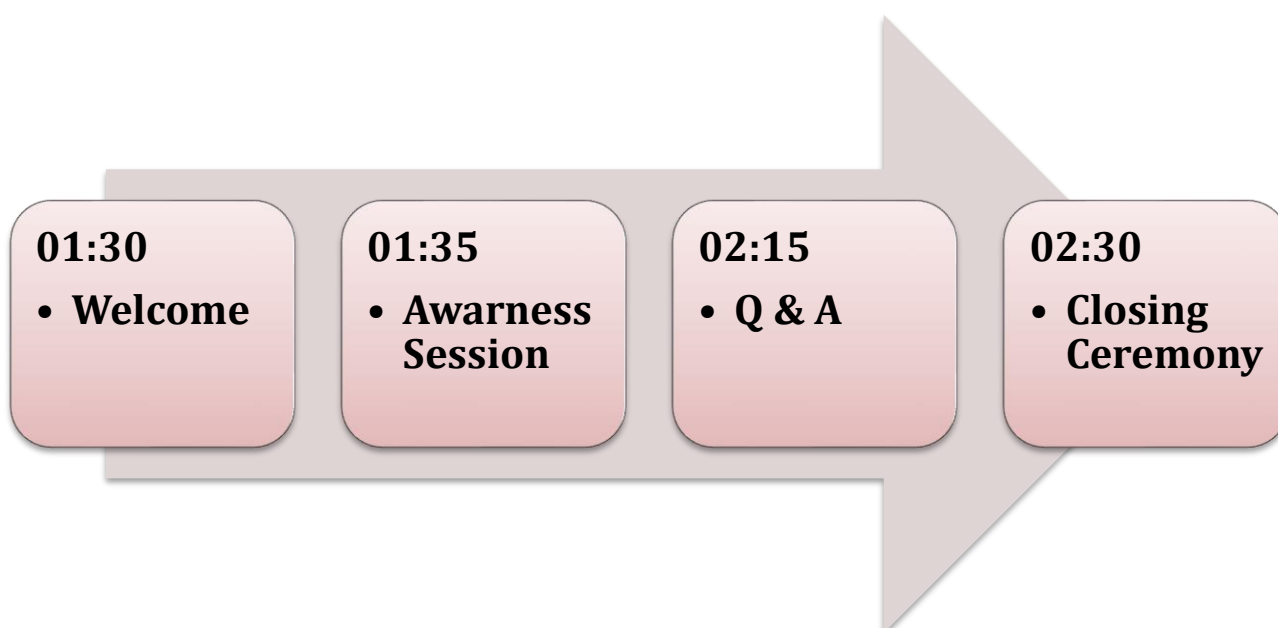 01:30
• Welcome
01:35
• Awarness
Session
02:15
• Q & A
02:30
• Closing
Ceremony